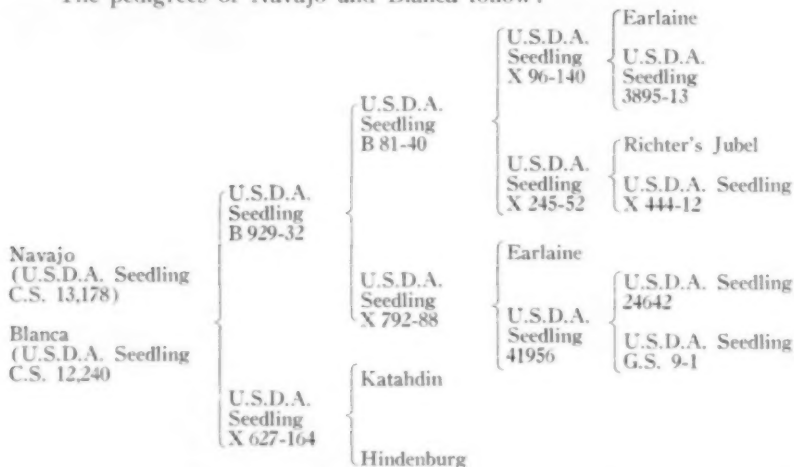 The pedigrees of Navajo and Blanca follow:
Earlaine
U.S.D.A.
Seedling
X 96-140
U.S.D.A.
Seedling
3895-13
U.S.D.A.
Seedling
B 81-40
Richter's Jubel
U.S.D.A.
Seedling
X 245-52
U.S.D.A. Seedling
X 444-12
U.S.D.A.
Seedling
B 929-32
Navajo
(U.S.D.A. Seedling
C.S. 13,178)
Earlaine
U.S.D.A.
Seedling
X 792-88
U.S.D.A. Seedling
24642
Blanca
(U.S.D.A. Seedling
C.S. 12,240
U.S.D.A.
Seedling
41956
U.S.D.A. Seedling
G.S. 9-1
Katahdin
U.S.D.A.
Seedling
X 627-164
Hindenburg